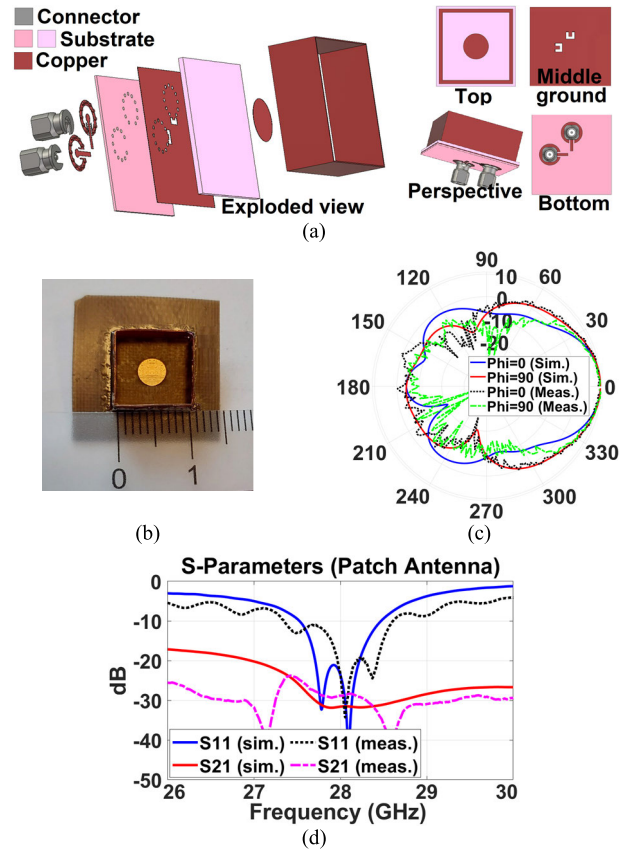 Connector
Substrate
Copper
Exploded view
Top
Middle
ground
Perspective
Bottom
(a)
0 1
(b)
90
120 60
150 30
180 0
210 330
240 300
270
10
0
-10
-20
Phi=0 (Sim.)
Phi=90 (Sim.)
Phi=0 (Meas.)
Phi=90 (Meas.)
(c)
S-Parameters (Patch Antenna)
dB
0
-10
-20
-30
-40
-50
S11 (sim.) S11 (meas.)
S21 (sim.) S21 (meas.)
26 27 28 29 30
Frequency (GHz)
(d)